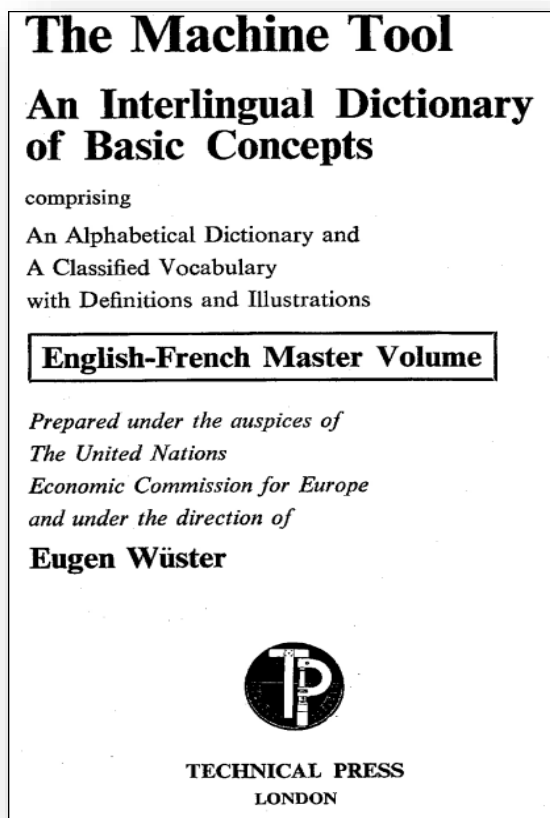 The Machine Tool
An Interlingual Dictionary
of Basic Concepts
comprising
An Alphabetical Dictionary and
A Classified Vocabulary
with Definitions and Illustrations
English-French Master Volume
Prepared under the auspices of
The United Nations
Economic Commission for Europe
and under the direction of
Eugen Wüster
TP
TECHNICAL PRESS
LONDON